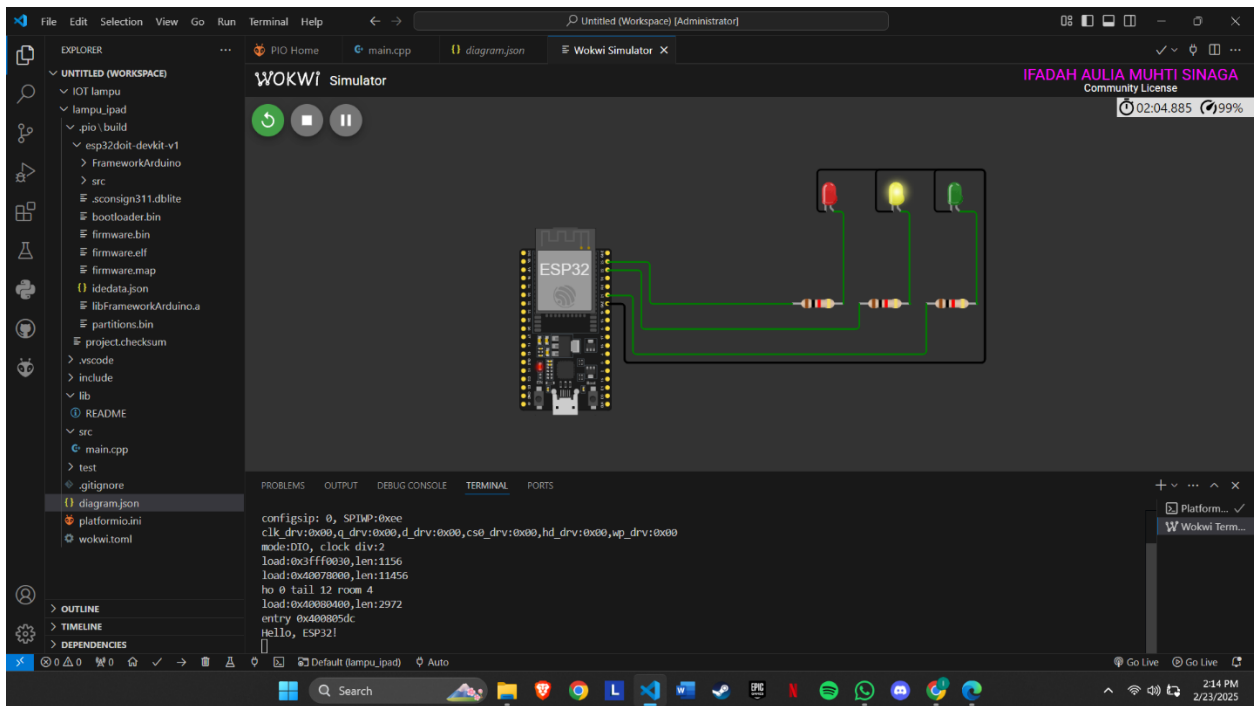 File Edit Selection View Go Run Terminal Help
Untitled (Workspace) [Administrator]
EXPLORER
PIO Home
main.cpp
diagram.json
Wokwi Simulator
UNTITLED (WORKSPACE)
IOT lampu
lampu_ipad
.pio\build
esp32doit-devkit-v1
FrameworkArduino
src
.sconsign311.dblite
bootloader.bin
firmware.bin
firmware.elf
firmware.map
idedata.json
libFrameworkArduino.a
partitions.bin
project.checksum
.vscode
include
lib
README
src
main.cpp
test
.gitignore
diagram.json
platformio.ini
wokwi.toml
OUTLINE
TIMELINE
DEPENDENCIES
WOKWi Simulator
IFADAH AULIA MUHTI SINAGA
Community License
02:04.885 99%
ESP32
PROBLEMS OUTPUT DEBUG CONSOLE TERMINAL PORTS
Platform...
Wokwi Term...
configsip: 0, SPIWP:0xee
clk_drv:0x00,q_drv:0x00,d_drv:0x00,cs0_drv:0x00,hd_drv:0x00,wp_drv:0x00
mode:DIO, clock div:2
load:0x3fff0030,len:1156
load:0x40078000,len:11456
ho 0 tail 12 room 4
load:0x40080400,len:2972
entry 0x400805dc
Hello, ESP32!
0 0 0 Default (lampu_ipad) Auto
Go Live Go Live
Search
2:14 PM
2/23/2025